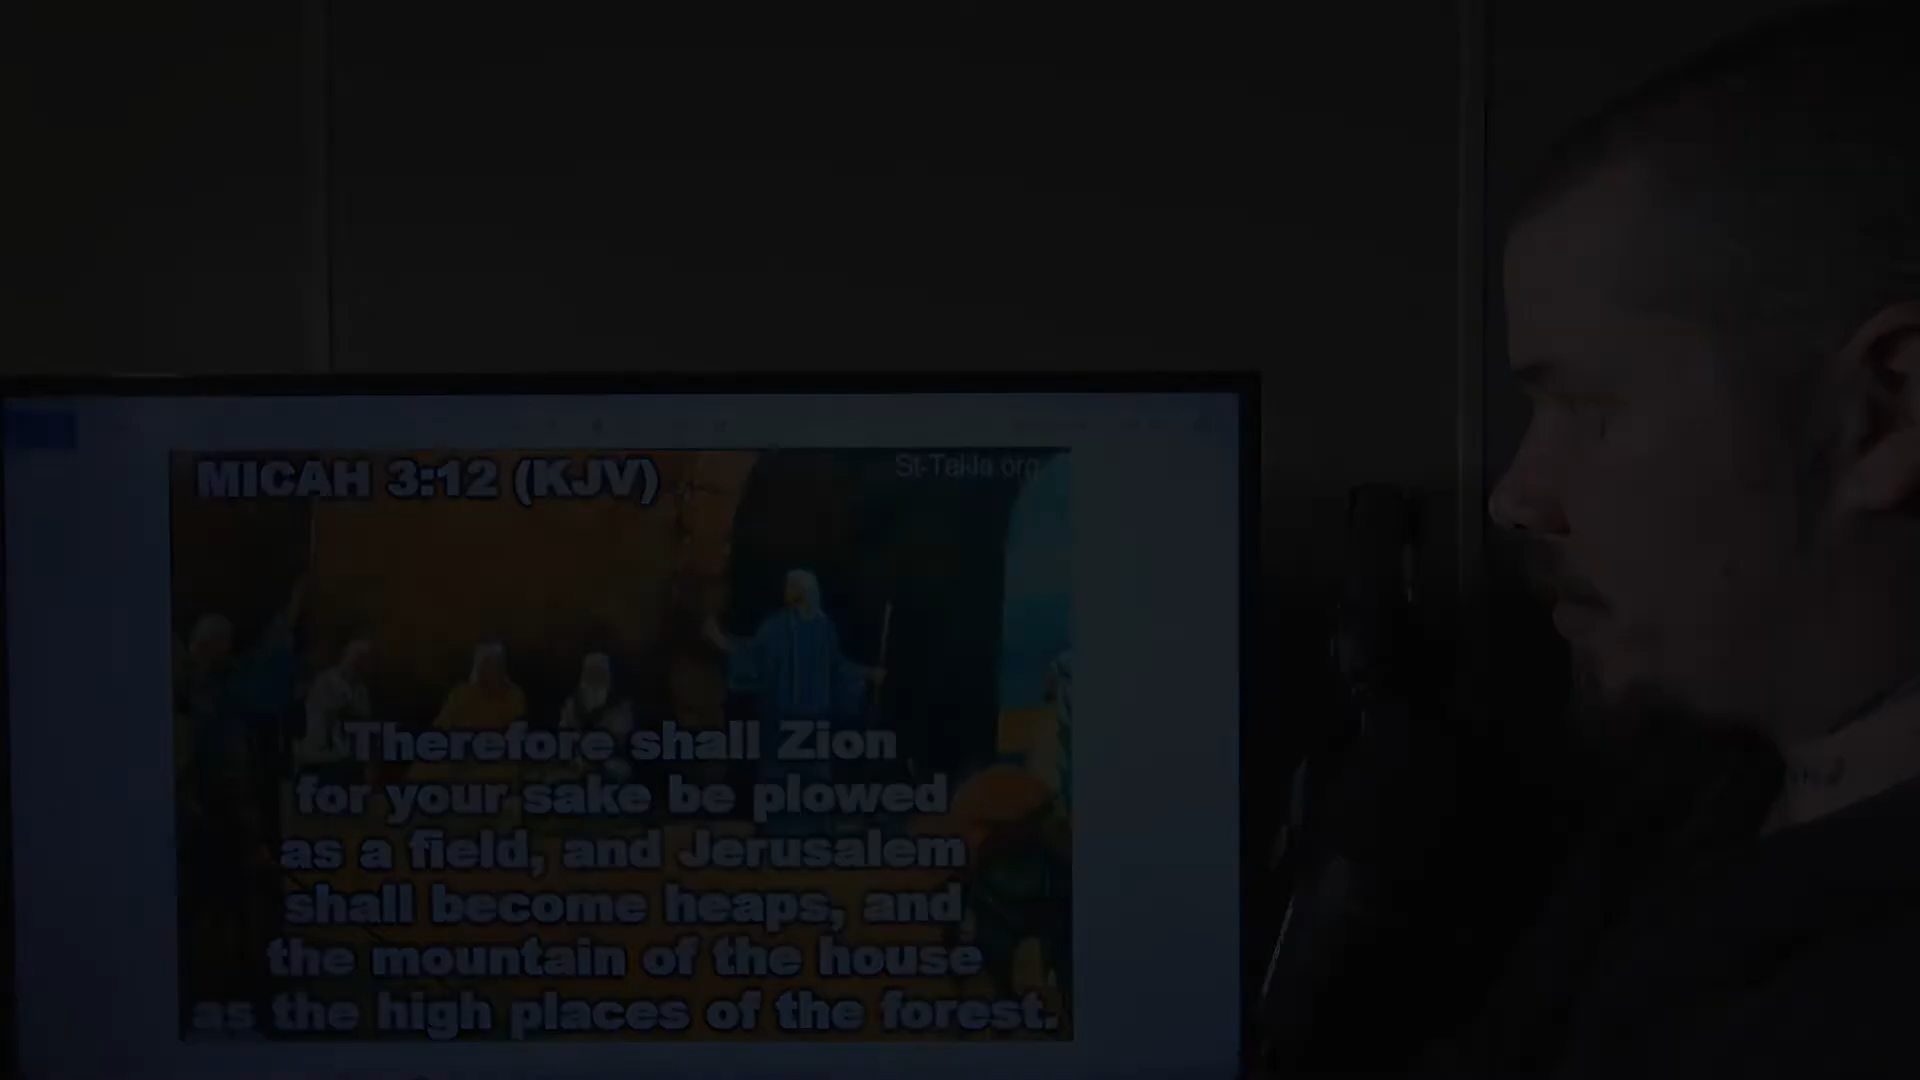 MICAH 3:12 (KJV)
St-Takla.org
Therefore shall Zion
for your sake be plowed
as a field, and Jerusalem
shall become heaps, and
the mountain of the house
as the high places of the forest.